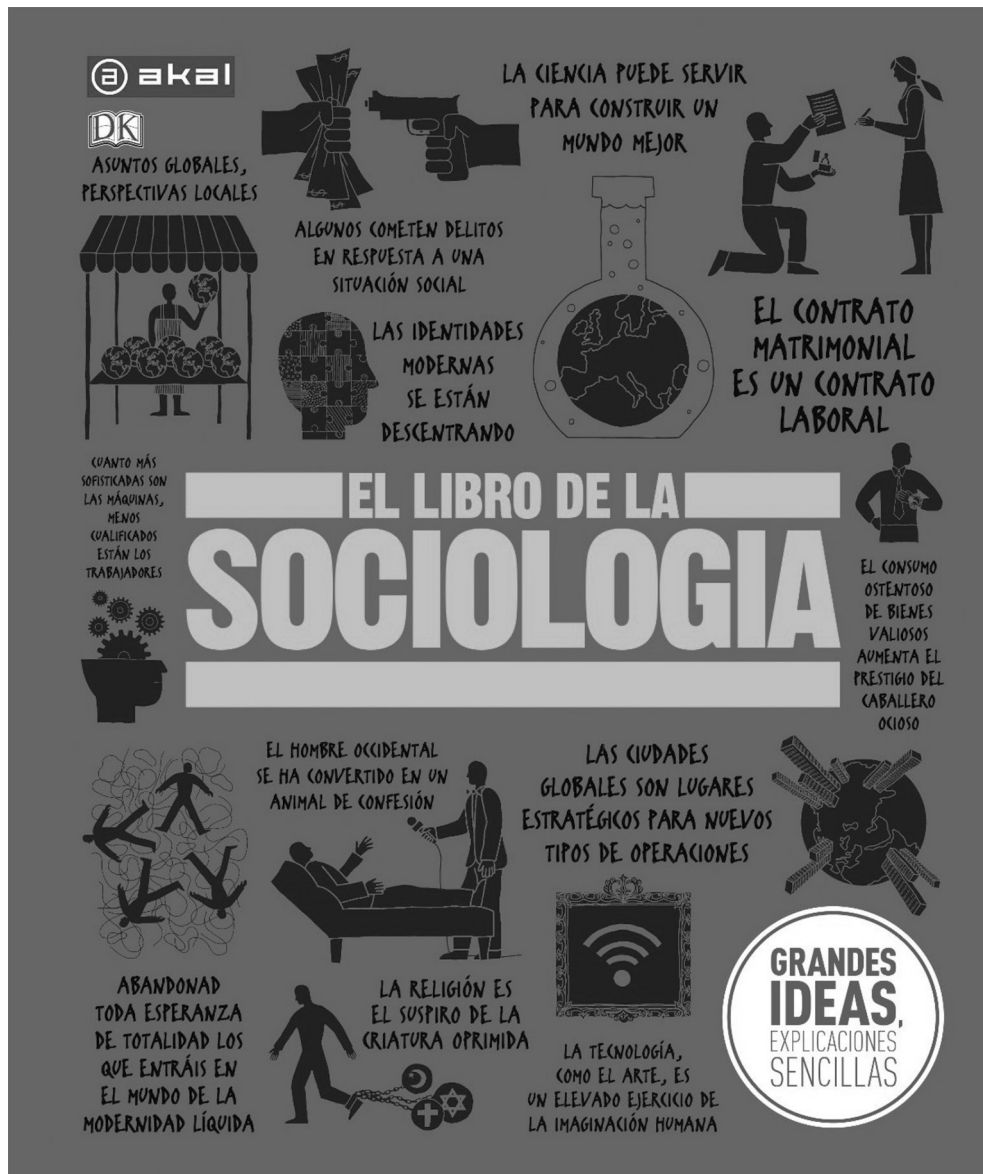 akal
DK
ASUNTOS GLOBALES,
PERSPECTIVAS LOCALES
ALGUNOS COMETEN DELITOS
EN RESPUESTA A UNA
SITUACIÓN SOCIAL
LA CIENCIA PUEDE SERVIR
PARA CONSTRUIR UN
MUNDO MEJOR
LAS IDENTIDADES
MODERNAS
SE ESTÁN
DESCENTRANDO
EL CONTRATO
MATRIMONIAL
ES UN CONTRATO
LABORAL
CUANTO MÁS
SOFISTICADAS SON
LAS MÁQUINAS,
MENOS
CUALIFICADOS
ESTÁN LOS
TRABAJADORES
EL LIBRO DE LA
SOCIOLOGIA
EL CONSUMO
OSTENTOSO
DE BIENES
VALIOSOS
AUMENTA EL
PRESTIGIO DEL
CABALLERO
OCIOSO
EL HOMBRE OCCIDENTAL
SE HA CONVERTIDO EN UN
ANIMAL DE CONFESIÓN
LAS CIUDADES
GLOBALES SON LUGARES
ESTRATÉGICOS PARA NUEVOS
TIPOS DE OPERACIONES
ABANDONAD
TODA ESPERANZA
DE TOTALIDAD LOS
QUE ENTRÁIS EN
EL MUNDO DE LA
MODERNIDAD LÍQUIDA
LA RELIGIÓN ES
EL SUSPIRO DE LA
CRIATURA OPRIMIDA
LA TECNOLOGÍA,
COMO EL ARTE, ES
UN ELEVADO EJERCICIO DE
LA IMAGINACIÓN HUMANA
GRANDES
IDEAS,
EXPLICACIONES
SENCILLAS